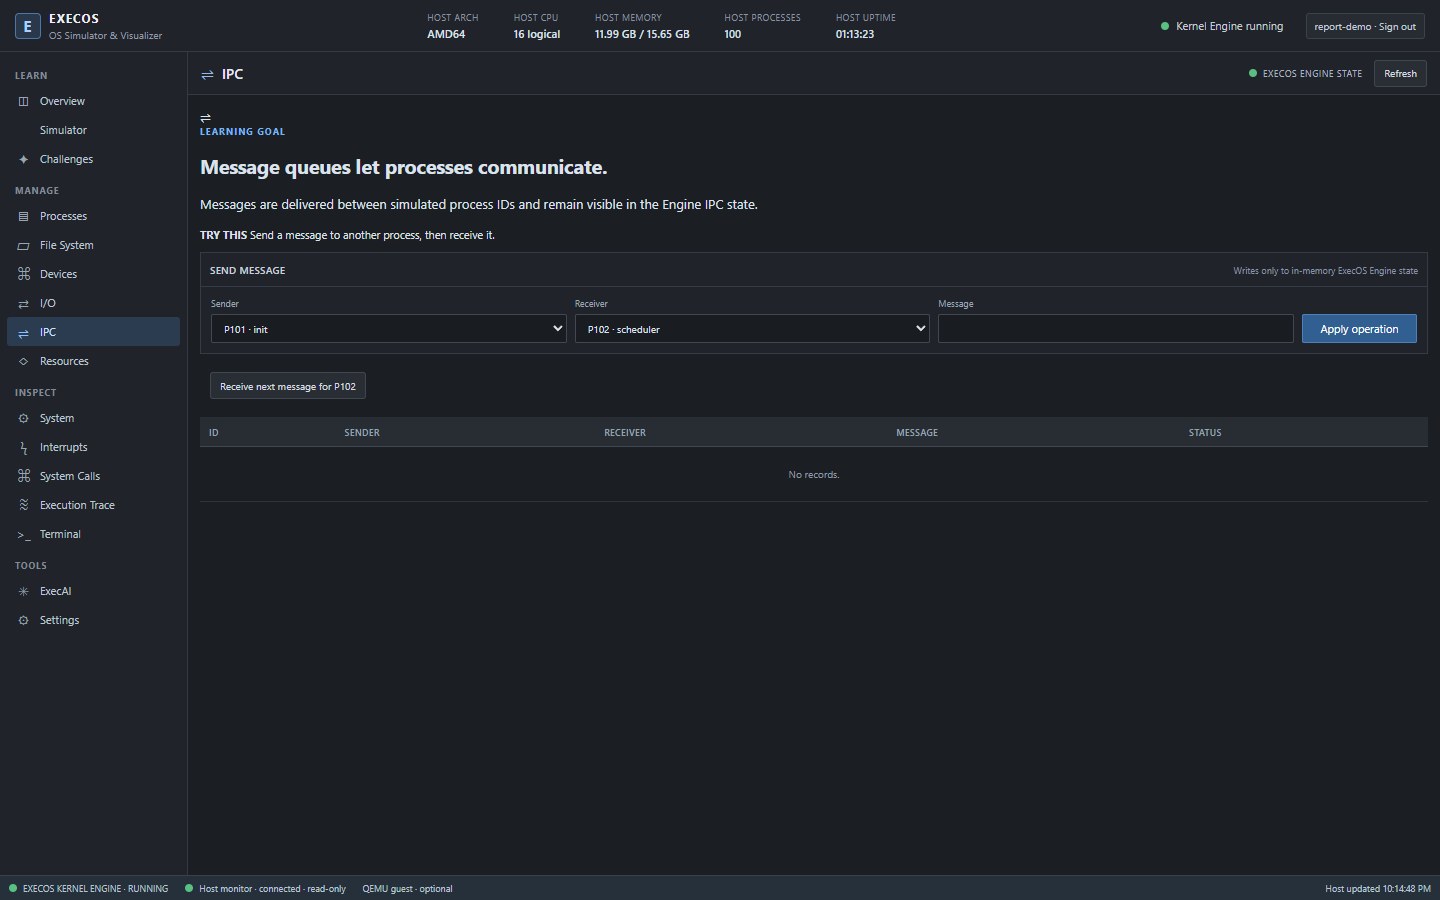 E
EXECOS
OS Simulator & Visualizer
HOST ARCH
AMD64
HOST CPU
16 logical
HOST MEMORY
11.99 GB / 15.65 GB
HOST PROCESSES
100
HOST UPTIME
01:13:23
Kernel Engine running
report-demo · Sign out
LEARN
Overview
Simulator
Challenges
MANAGE
Processes
File System
Devices
I/O
IPC
Resources
INSPECT
System
Interrupts
System Calls
Execution Trace
>_ Terminal
TOOLS
ExecAI
Settings
IPC
EXECOS ENGINE STATE
Refresh
LEARNING GOAL
Message queues let processes communicate.
Messages are delivered between simulated process IDs and remain visible in the Engine IPC state.
TRY THIS Send a message to another process, then receive it.
SEND MESSAGE
Writes only to in-memory ExecOS Engine state
Sender
P101 · init
Receiver
P102 · scheduler
Message
Apply operation
Receive next message for P102
ID SENDER RECEIVER MESSAGE STATUS
No records.
EXECOS KERNEL ENGINE · RUNNING
Host monitor · connected · read-only
QEMU guest · optional
Host updated 10:14:48 PM